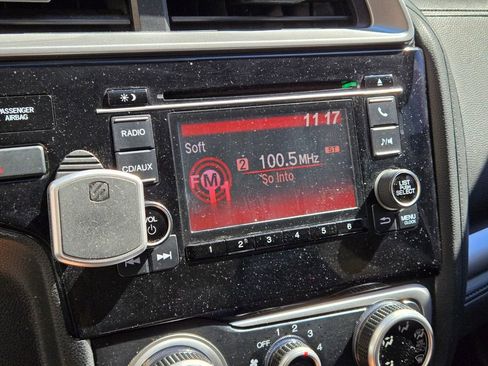 PASSENGER
AIRBAG
RADIO
CD/AUX
VOL
11:17
Soft
2 100.5MHz ST
So Into
FM
1 2 3 4 5 6
LIST
PUSH
SELECT
MENU
CLOCK
OFF 1 2 3 4